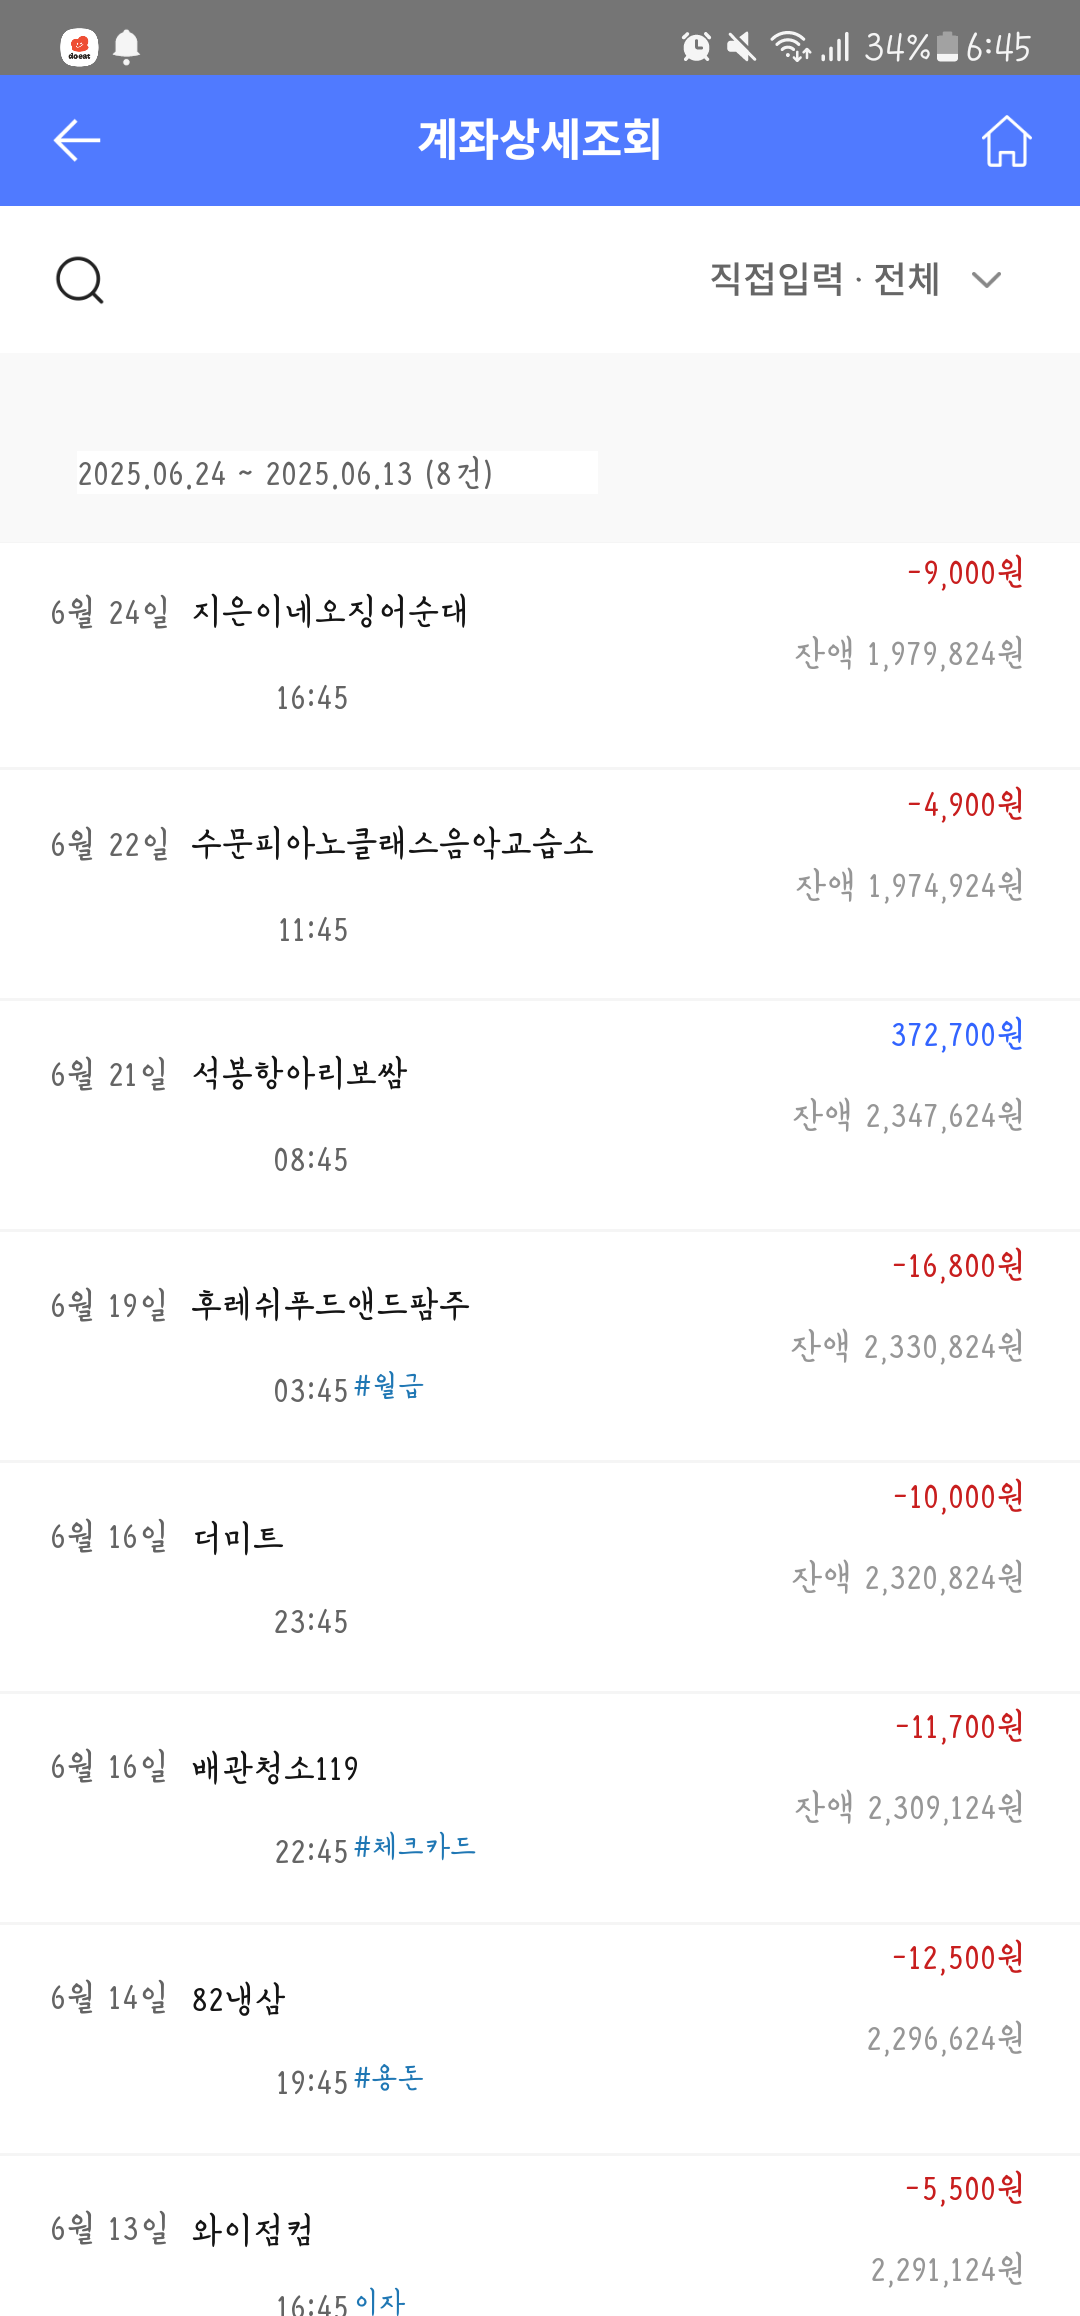 doeat
34% 6:45
계좌상세조회
직접입력 · 전체
2025.06.24 ~ 2025.06.13 (8건)
-9,000원
6월 24일 지은이네오징어순대
잔액 1,979,824원
16:45
-4,900원
6월 22일 수문피아노클래스음악교습소
잔액 1,974,924원
11:45
372,700원
6월 21일 석봉항아리보쌈
잔액 2,347,624원
08:45
-16,800원
6월 19일 후레쉬푸드앤드팜주
잔액 2,330,824원
03:45 #월급
-10,000원
6월 16일 더미트
잔액 2,320,824원
23:45
-11,700원
6월 16일 배관청소119
잔액 2,309,124원
22:45 #체크카드
-12,500원
6월 14일 82냉삼
2,296,624원
19:45 #용돈
-5,500원
6월 13일 와이점컴
2,291,124원
16:45 이자